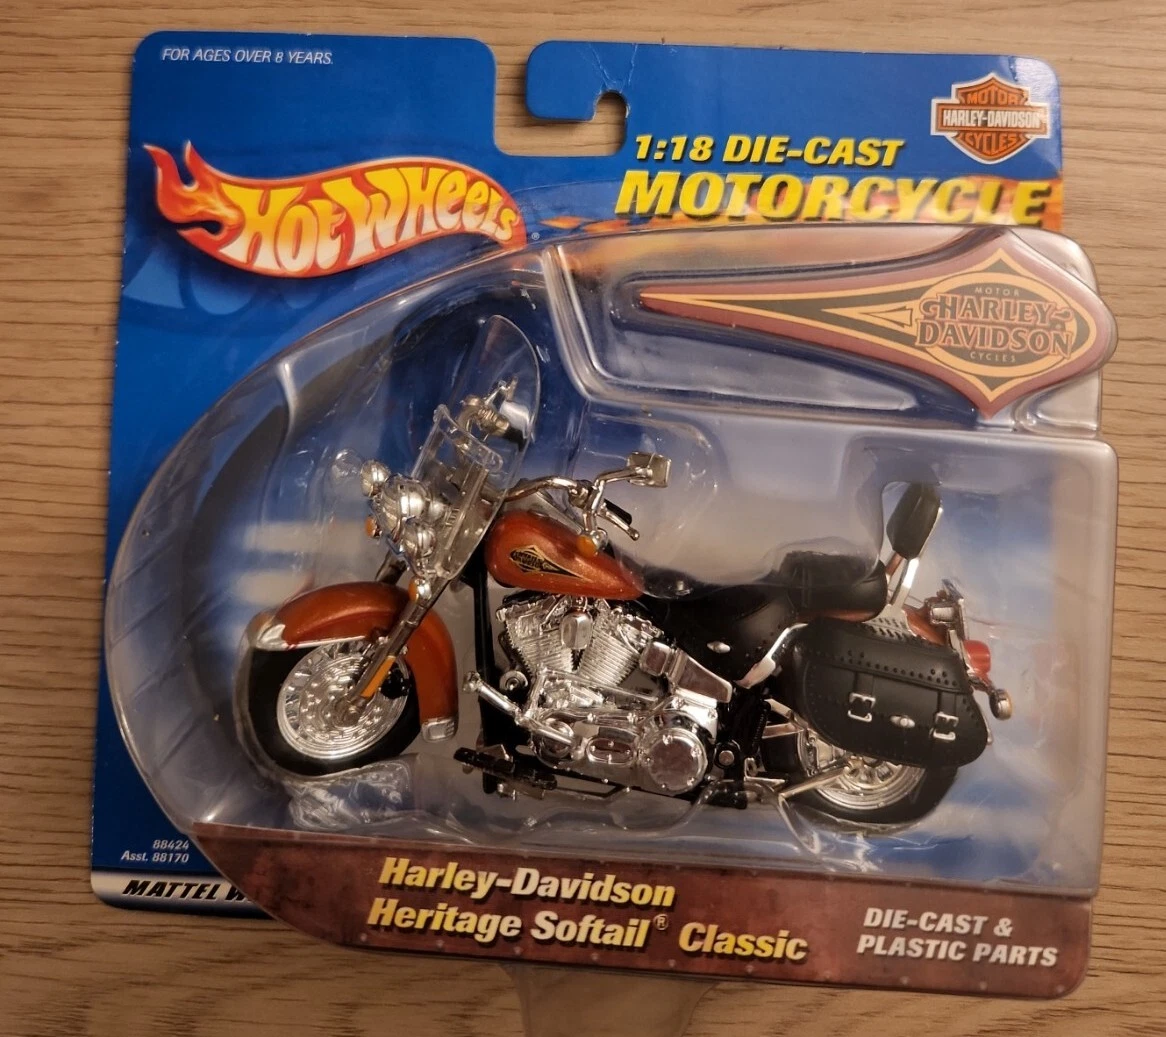 FOR AGES OVER 8 YEARS.
HOT WHEELS®
1:18 DIE-CAST
MOTORCYCLE
MOTOR
HARLEY-DAVIDSON
CYCLES
MOTOR
HARLEY-DAVIDSON
CYCLES
88424
Asst. 88170
MATTEL
Harley-Davidson
Heritage Softail® Classic
DIE-CAST &
PLASTIC PARTS